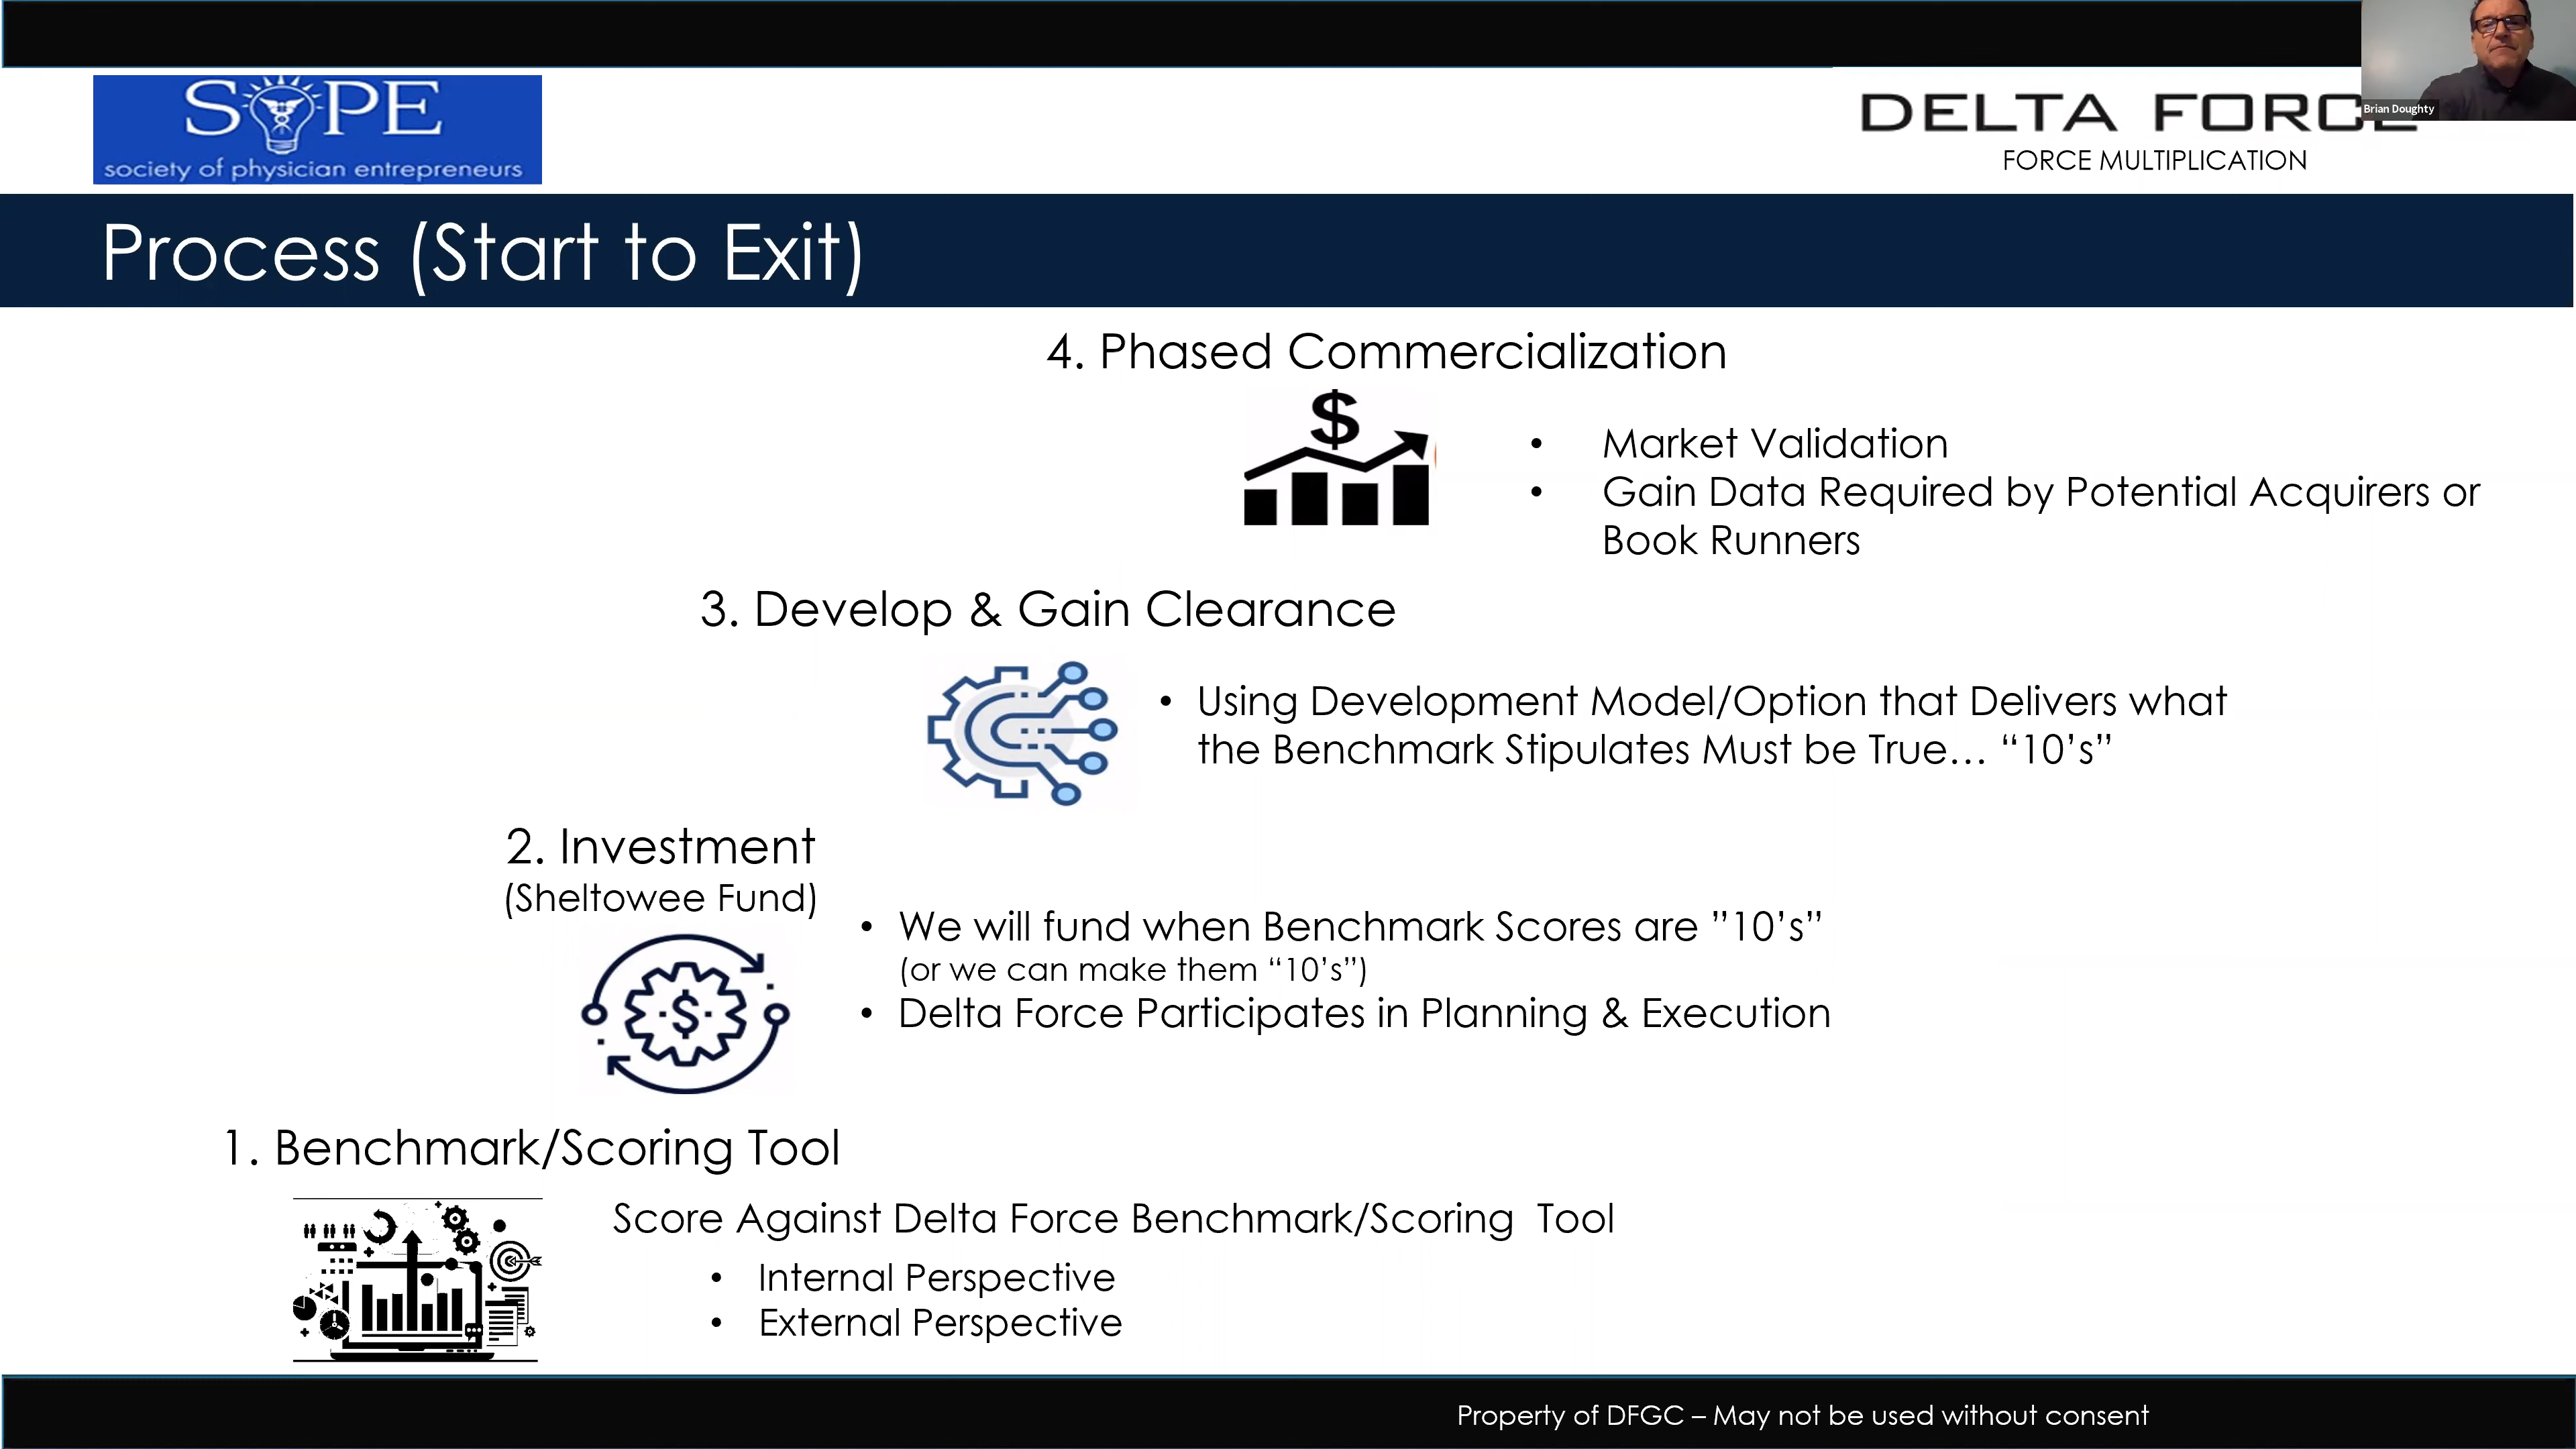 SOPE
society of physician entrepreneurs
DELTA FORCE
FORCE MULTIPLICATION
Brian Doughty
Process (Start to Exit)
4. Phased Commercialization
$
• Market Validation
• Gain Data Required by Potential Acquirers or
Book Runners
3. Develop & Gain Clearance
• Using Development Model/Option that Delivers what
the Benchmark Stipulates Must be True… “10’s”
2. Investment
(Sheltowee Fund)
$
• We will fund when Benchmark Scores are ”10’s”
(or we can make them “10’s”)
• Delta Force Participates in Planning & Execution
1. Benchmark/Scoring Tool
Score Against Delta Force Benchmark/Scoring Tool
• Internal Perspective
• External Perspective
Property of DFGC – May not be used without consent